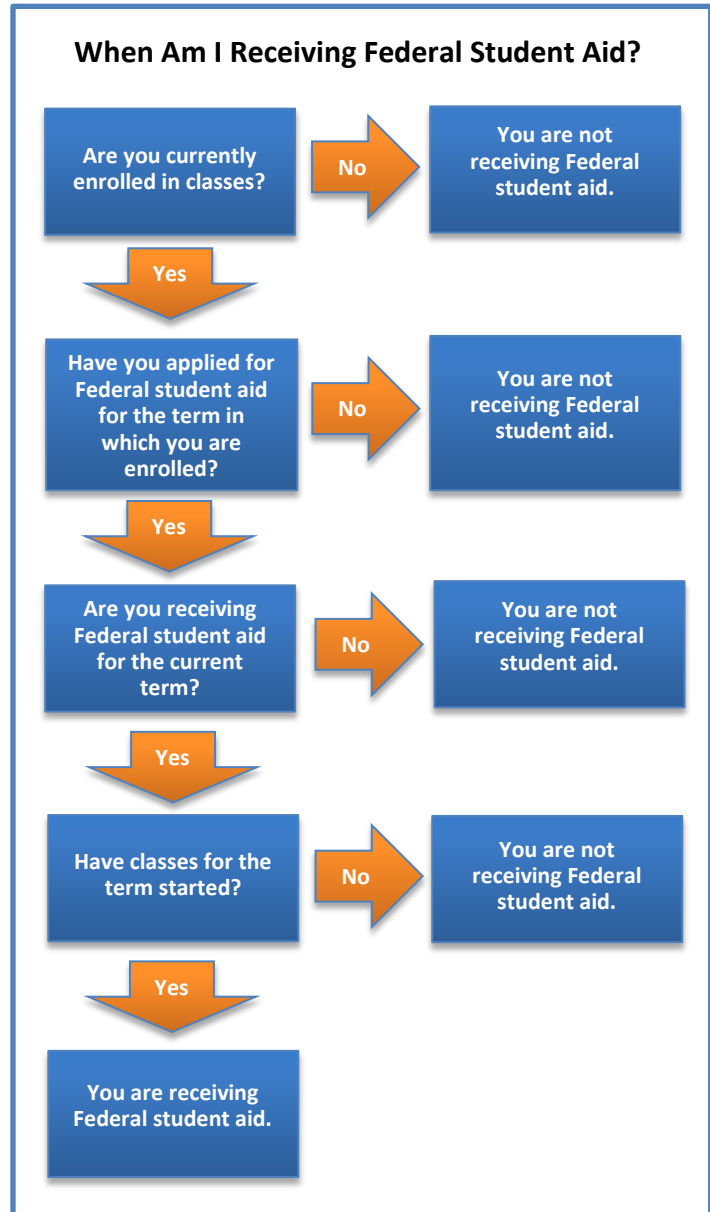 When Am I Receiving Federal Student Aid?
Are you currently
enrolled in classes?
No
You are not
receiving Federal
student aid.
Yes
Have you applied for
Federal student aid
for the term in
which you are
enrolled?
No
You are not
receiving Federal
student aid.
Yes
Are you receiving
Federal student aid
for the current
term?
No
You are not
receiving Federal
student aid.
Yes
Have classes for the
term started?
No
You are not
receiving Federal
student aid.
Yes
You are receiving
Federal student aid.